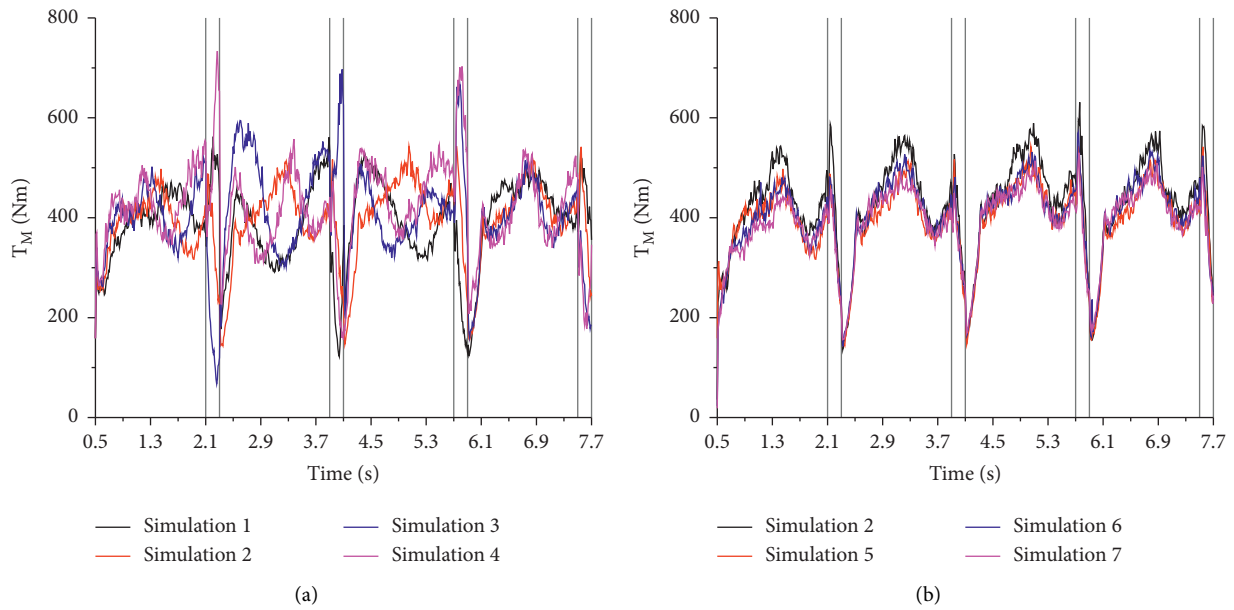 800
600
400
200
0
T_M (Nm)
0.5 1.3 2.1 2.9 3.7 4.5 5.3 6.1 6.9 7.7
Time (s)
Simulation 1
Simulation 3
Simulation 2
Simulation 4
(a)
800
600
400
200
0
T_M (Nm)
0.5 1.3 2.1 2.9 3.7 4.5 5.3 6.1 6.9 7.7
Time (s)
Simulation 2
Simulation 6
Simulation 5
Simulation 7
(b)